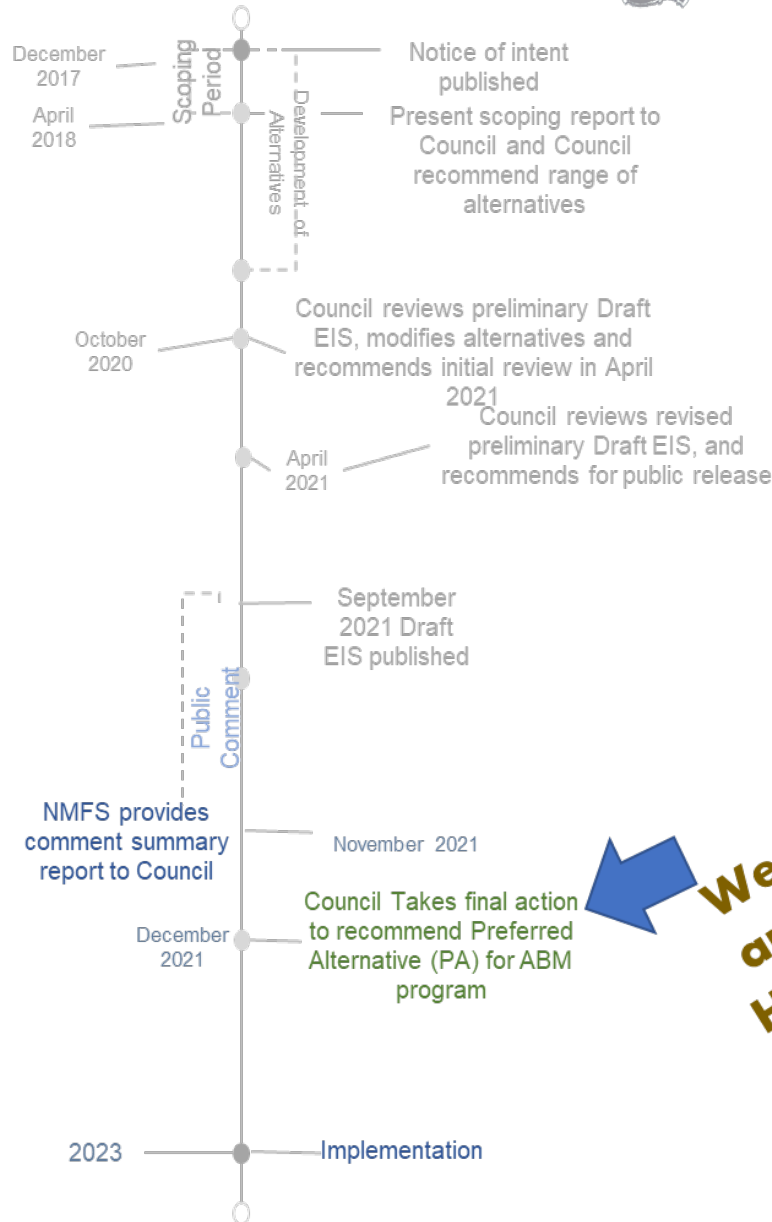 December
2017
Scoping
Period
Notice of intent
published
April
2018
Development of
Alternatives
Present scoping report to
Council and Council
recommend range of
alternatives
October
2020
Council reviews preliminary Draft
EIS, modifies alternatives and
recommends initial review in April
2021
April
2021
Council reviews revised
preliminary Draft EIS, and
recommends for public release
September
2021 Draft
EIS published
Public
Comment
NMFS provides
comment summary
report to Council
November 2021
December
2021
Council Takes final action
to recommend Preferred
Alternative (PA) for ABM
program
We
2023
Implementation